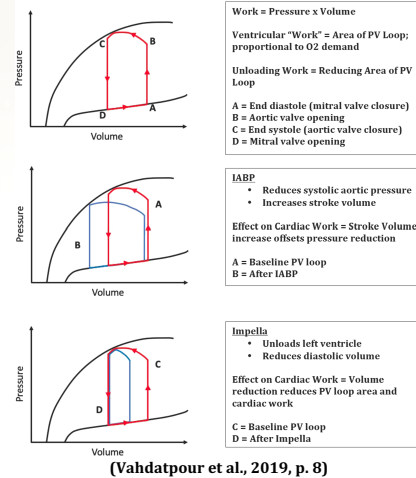 Pressure
C
B
D
A
Volume
Work = Pressure x Volume
Ventricular “Work” = Area of PV Loop;
proportional to O2 demand
Unloading Work = Reducing Area of PV
Loop
A = End diastole (mitral valve closure)
B = Aortic valve opening
C = End systole (aortic valve closure)
D = Mitral valve opening
Pressure
A
B
Volume
IABP
• Reduces systolic aortic pressure
• Increases stroke volume
Effect on Cardiac Work = Stroke Volume
increase offsets pressure reduction
A = Baseline PV loop
B = After IABP
Pressure
C
D
Volume
Impella
• Unloads left ventricle
• Reduces diastolic volume
Effect on Cardiac Work = Volume
reduction reduces PV loop area and
cardiac work
C = Baseline PV loop
D = After Impella
(Vahdatpour et al., 2019, p. 8)